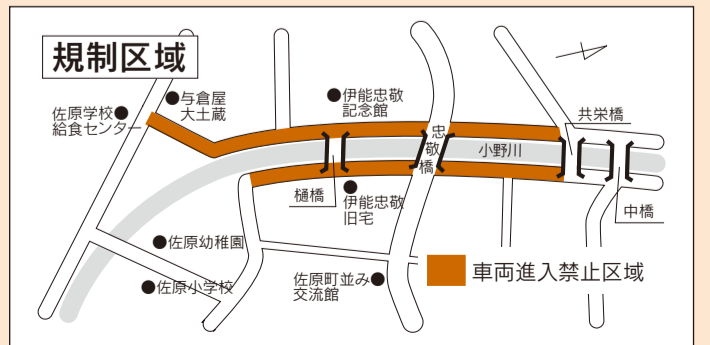 規制区域
佐原学校
給食センター
与倉屋
大土蔵
伊能忠敬
記念館
忠敬橋
小野川
共栄橋
樋橋
伊能忠敬
旧宅
中橋
佐原幼稚園
佐原小学校
佐原町並み
交流館
車両進入禁止区域